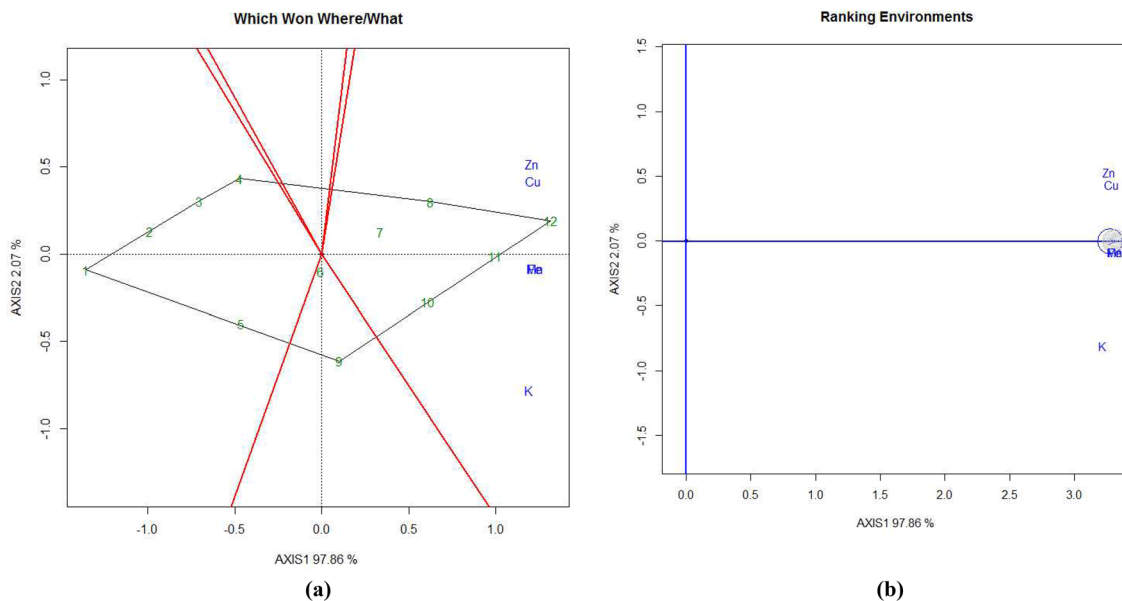 Which Won Where/What
AXIS2 2.07 %
1.0
0.5
0.0
-0.5
-1.0
-1.0
-0.5
0.0
0.5
1.0
AXIS1 97.86 %
1
2
3
4
5
6
7
8
9
10
11
12
Zn
Cu
K
(a)
Ranking Environments
AXIS2 2.07 %
1.5
1.0
0.5
0.0
-0.5
-1.0
-1.5
0.0
0.5
1.0
1.5
2.0
2.5
3.0
AXIS1 97.86 %
Zn
Cu
K
(b)